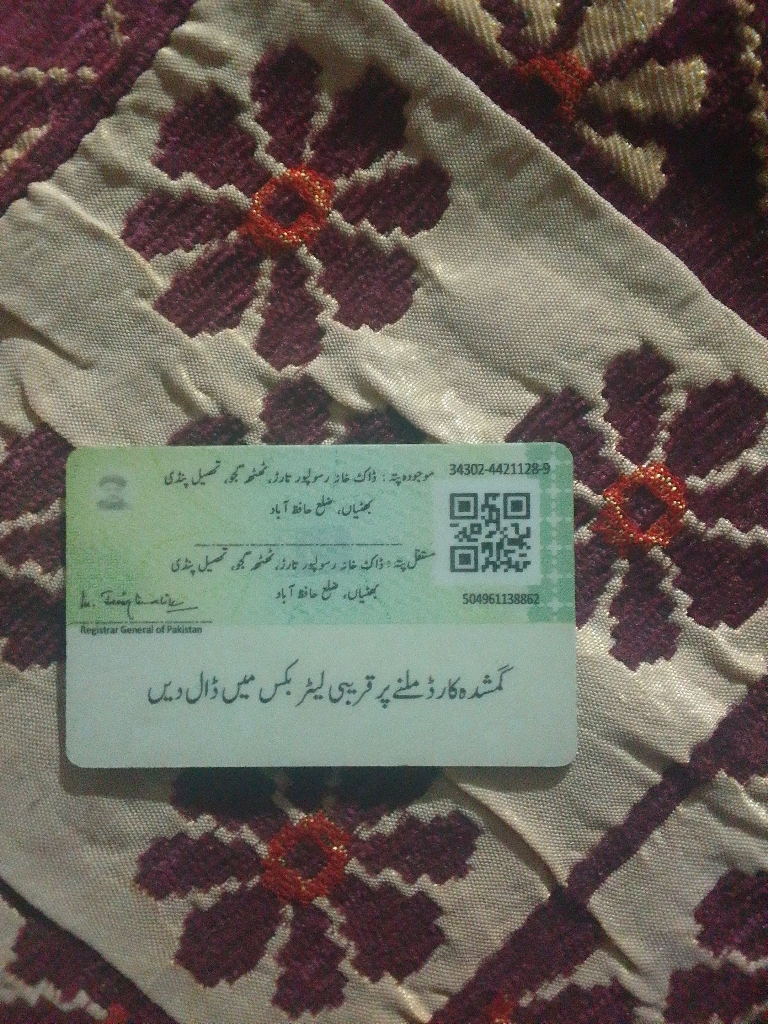 34302-4421128-9
موجودہ پتہ : ڈاک خانہ رسولپور تارڑ، ٹھٹھہ گجو، تحصیل پنڈی
بھٹیاں، ضلع حافظ آباد
مستقل پتہ : ڈاک خانہ رسولپور تارڑ، ٹھٹھہ گجو، تحصیل پنڈی
بھٹیاں، ضلع حافظ آباد
504961138862
Registrar General of Pakistan
گمشدہ کارڈ ملنے پر قریبی لیٹر بکس میں ڈال دیں